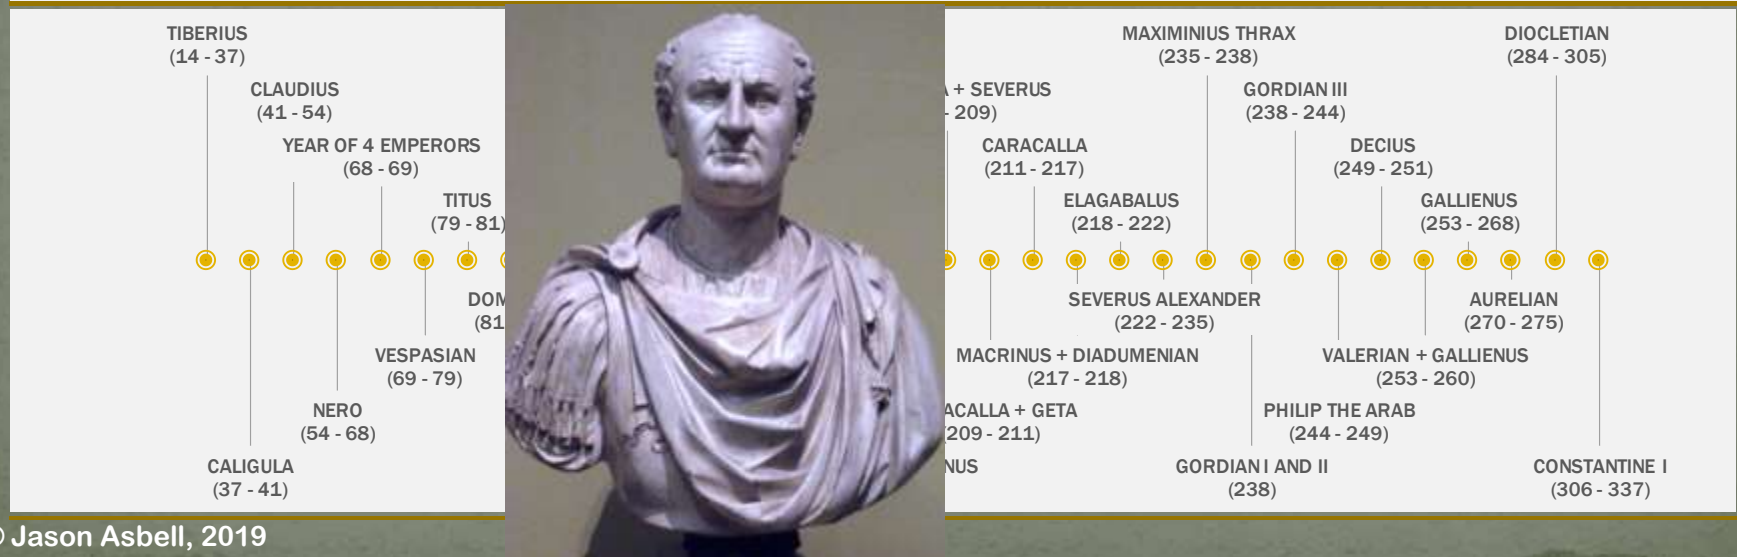 TIBERIUS
(14 - 37)
CLAUDIUS
(41 - 54)
YEAR OF 4 EMPERORS
(68 - 69)
TITUS
(79 - 81)
+ SEVERUS
- 209)
CARACALLA
(211 - 217)
ELAGABALUS
(218 - 222)
MAXIMINIUS THRAX
(235 - 238)
GORDIAN III
(238 - 244)
DECIUS
(249 - 251)
GALLIENUS
(253 - 268)
DIOCLETIAN
(284 - 305)
DOM
(81
VESPASIAN
(69 - 79)
NERO
(54 - 68)
CALIGULA
(37 - 41)
SEVERUS ALEXANDER
(222 - 235)
MACRINUS + DIADUMENIAN
(217 - 218)
ACALLA + GETA
(209 - 211)
NUS
AURELIAN
(270 - 275)
VALERIAN + GALLIENUS
(253 - 260)
PHILIP THE ARAB
(244 - 249)
GORDIAN I AND II
(238)
CONSTANTINE I
(306 - 337)
© Jason Asbell, 2019